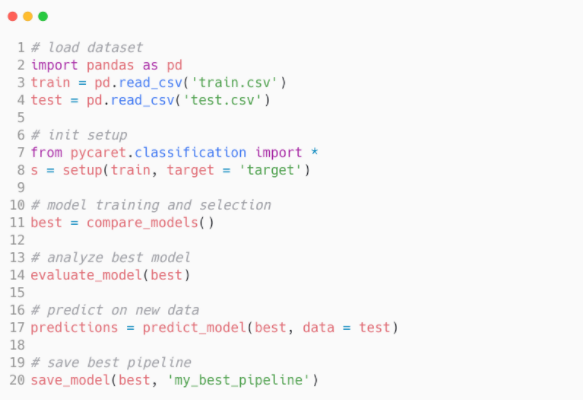 1 # load dataset
2 import pandas as pd
3 train = pd.read_csv('train.csv')
4 test = pd.read_csv('test.csv')
5
6 # init setup
7 from pycaret.classification import *
8 s = setup(train, target = 'target')
9
10 # model training and selection
11 best = compare_models()
12
13 # analyze best model
14 evaluate_model(best)
15
16 # predict on new data
17 predictions = predict_model(best, data = test)
18
19 # save best pipeline
20 save_model(best, 'my_best_pipeline')